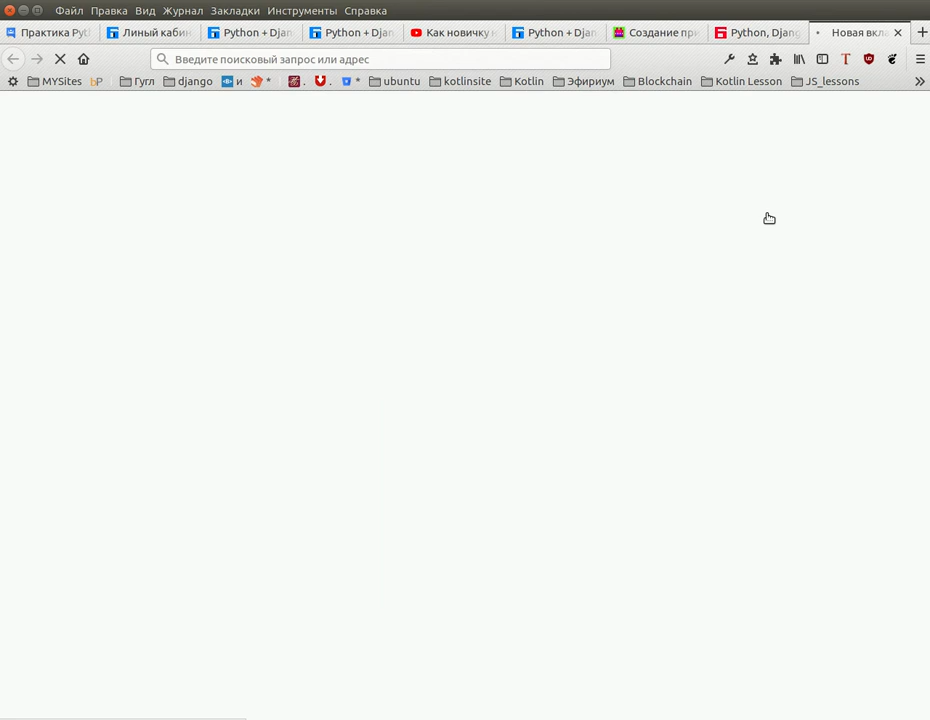 Файл Правка Вид Журнал Закладки Инструменты Справка
Практика Pyt Линый кабин Python + Djan Python + Djan Как новичку Python + Djan Создание при Python, Djang Новая вкла
Введите поисковый запрос или адрес
MYSites bP Гугл django и * . . * ubuntu kotlinsite Kotlin Эфириум Blockchain Kotlin Lesson JS_lessons